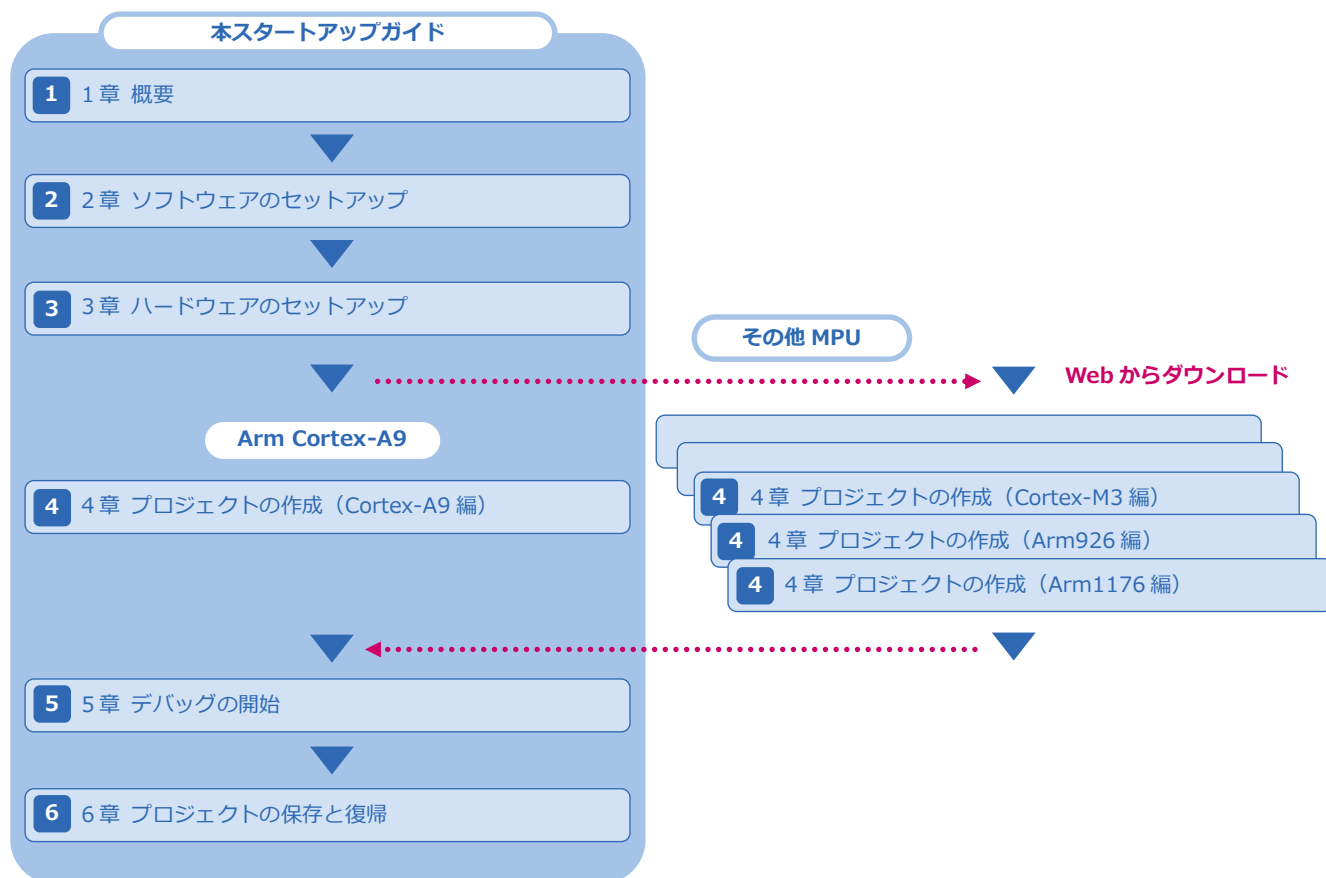 本スタートアップガイド
1 1章 概要
2 2章 ソフトウェアのセットアップ
3 3章 ハードウェアのセットアップ
その他 MPU
Web からダウンロード
Arm Cortex-A9
4 4章 プロジェクトの作成（Cortex-A9 編）
4 4章 プロジェクトの作成（Cortex-M3 編）
4 4章 プロジェクトの作成（Arm926 編）
4 4章 プロジェクトの作成（Arm1176 編）
5 5章 デバッグの開始
6 6章 プロジェクトの保存と復帰